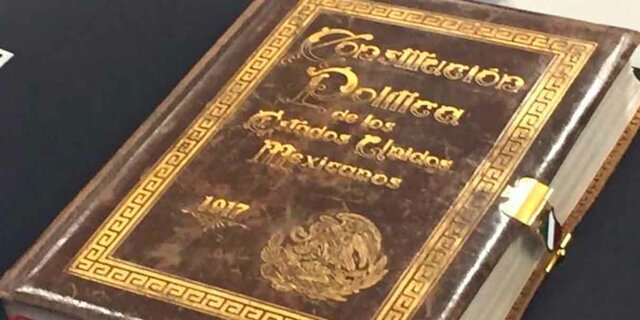 Constitución
Política
de los
Estados Unidos
Mexicanos
1917